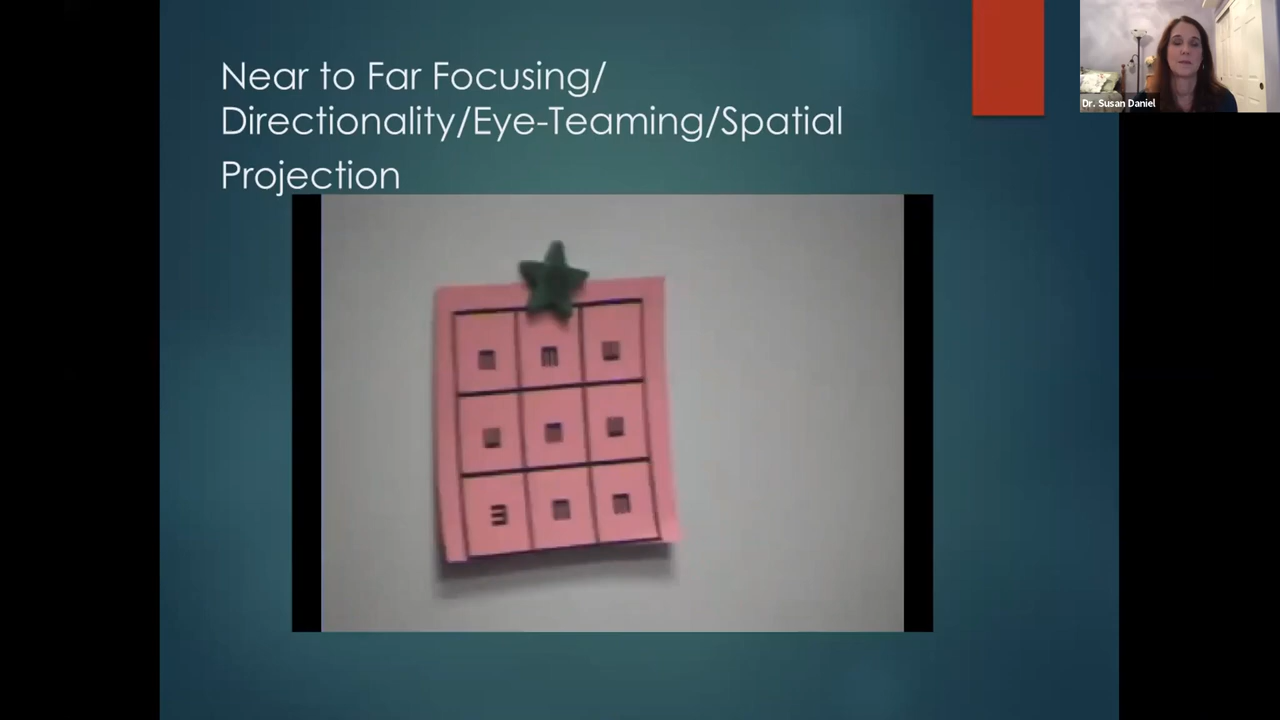 Near to Far Focusing/
Directionality/Eye-Teaming/Spatial
Projection
Dr. Susan Daniel